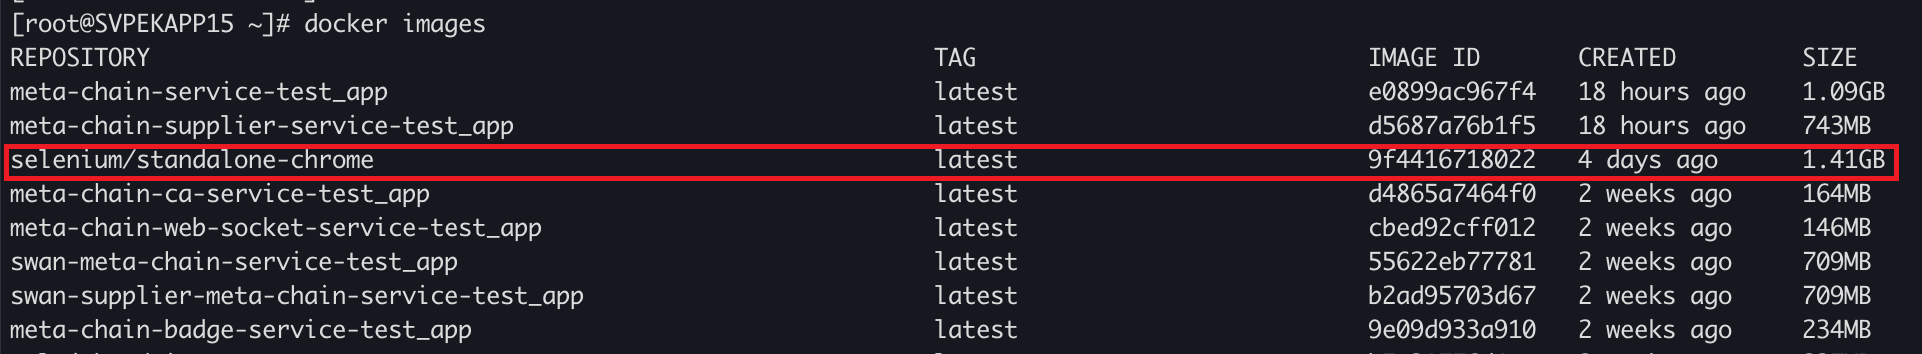 [root@SVPEKAPP15 ~]# docker images
REPOSITORY TAG IMAGE ID CREATED SIZE
meta-chain-service-test_app latest e0899ac967f4 18 hours ago 1.09GB
meta-chain-supplier-service-test_app latest d5687a76b1f5 18 hours ago 743MB
selenium/standalone-chrome latest 9f4416718022 4 days ago 1.41GB
meta-chain-ca-service-test_app latest d4865a7464f0 2 weeks ago 164MB
meta-chain-web-socket-service-test_app latest cbed92cff012 2 weeks ago 146MB
swan-meta-chain-service-test_app latest 55622eb77781 2 weeks ago 709MB
swan-supplier-meta-chain-service-test_app latest b2ad95703d67 2 weeks ago 709MB
meta-chain-badge-service-test_app latest 9e09d933a910 2 weeks ago 234MB